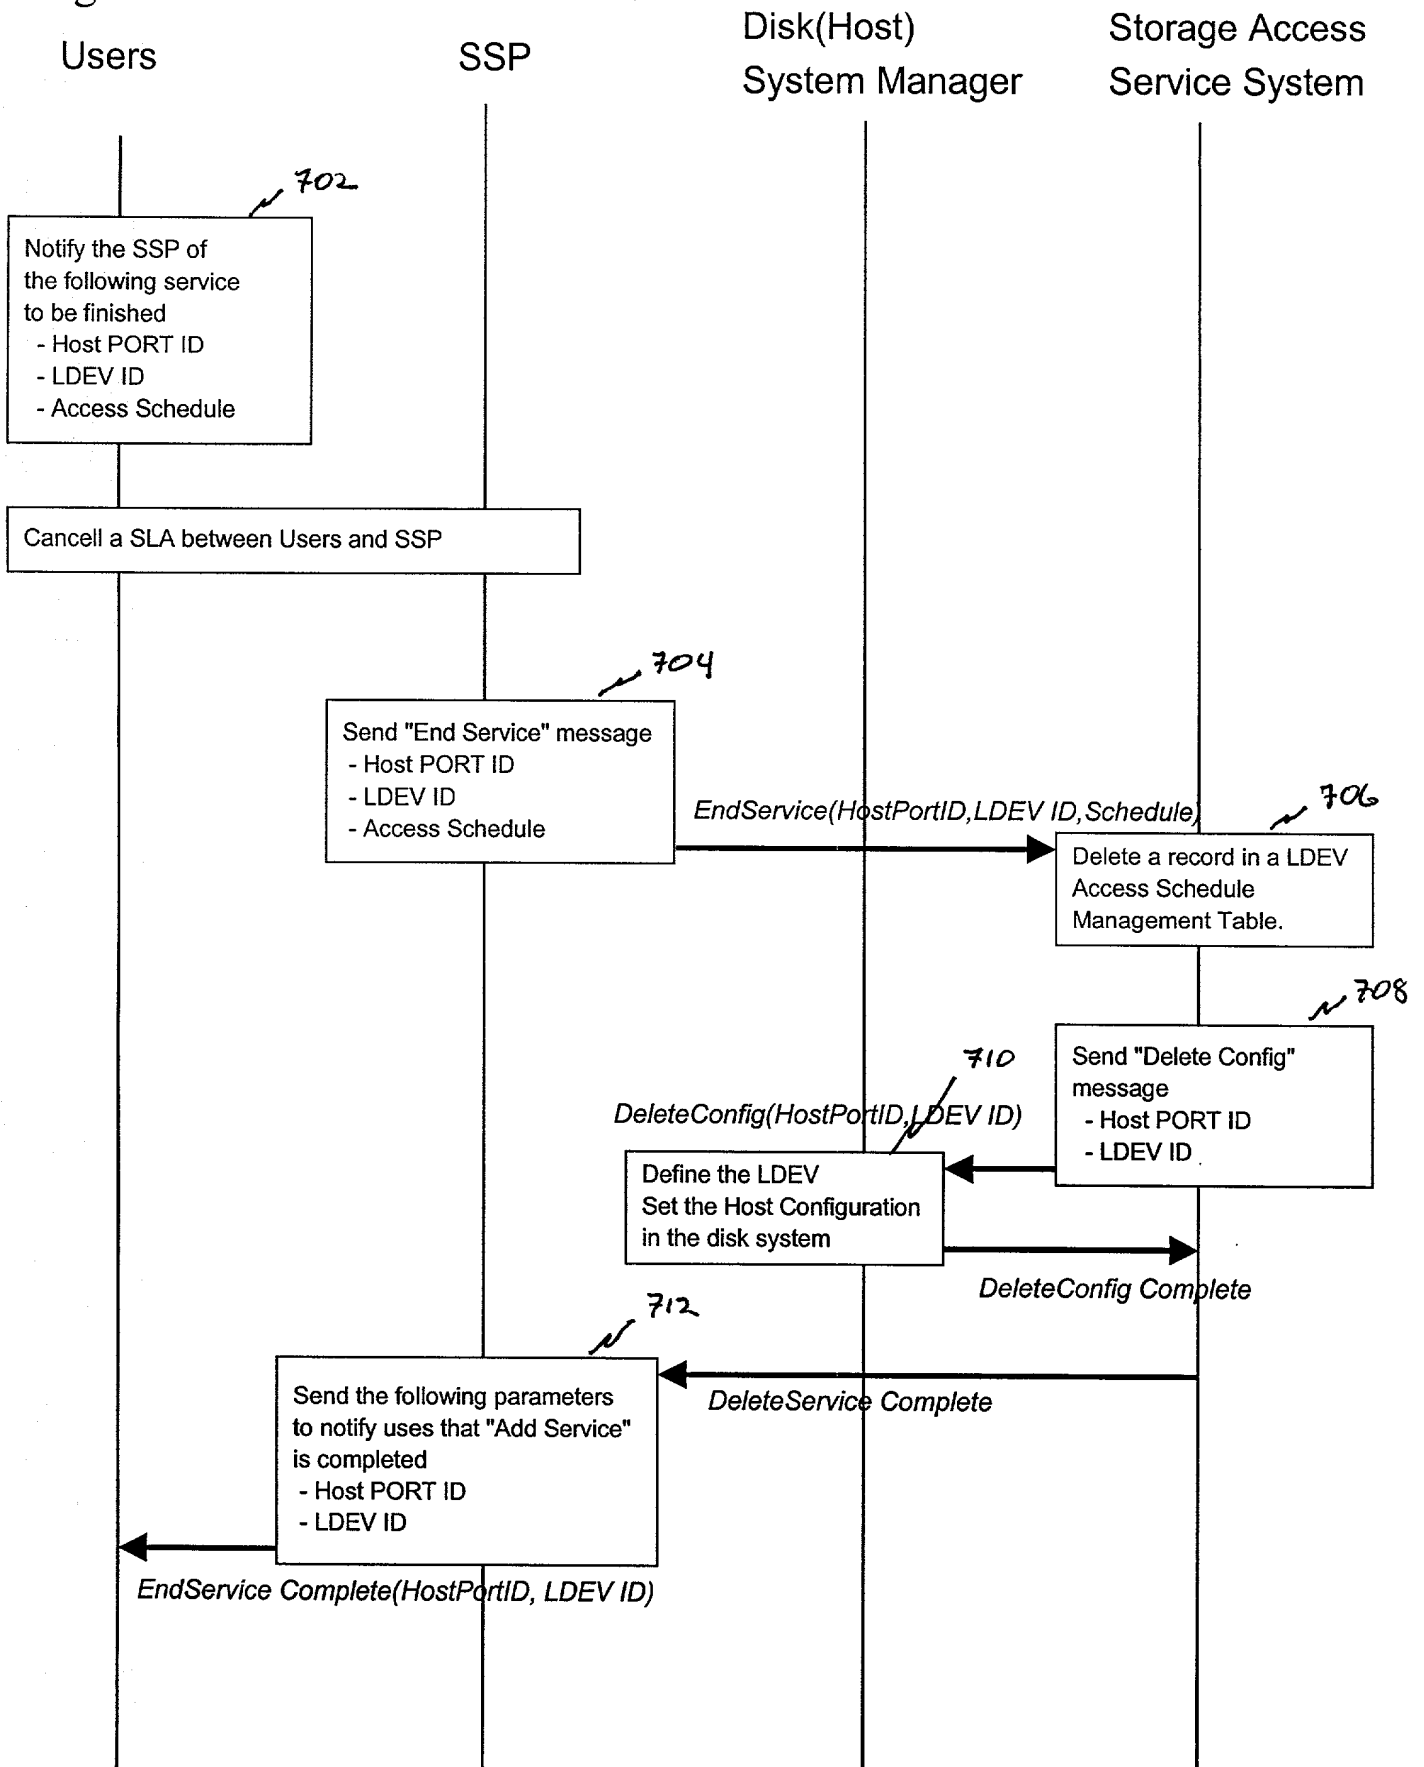 Users
SSP
Disk(Host)
System Manager
Storage Access
Service System
702
Notify the SSP of
the following service
to be finished
- Host PORT ID
- LDEV ID
- Access Schedule
Cancell a SLA between Users and SSP
704
Send "End Service" message
- Host PORT ID
- LDEV ID
- Access Schedule
EndService(HostPortID,LDEV ID,Schedule)
706
Delete a record in a LDEV
Access Schedule
Management Table.
708
Send "Delete Config"
message
- Host PORT ID
- LDEV ID
710
DeleteConfig(HostPortID,LDEV ID)
Define the LDEV
Set the Host Configuration
in the disk system
DeleteConfig Complete
712
DeleteService Complete
Send the following parameters
to notify uses that "Add Service"
is completed
- Host PORT ID
- LDEV ID
EndService Complete(HostPortID, LDEV ID)